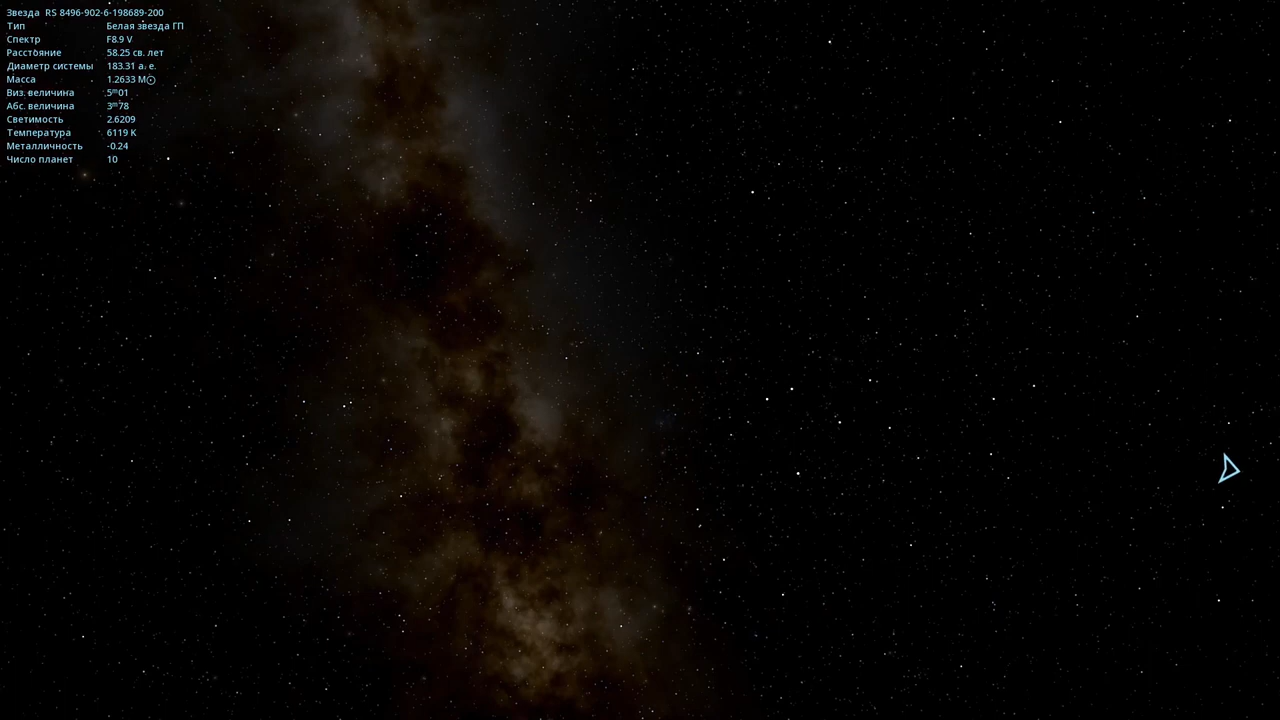 Звезда RS 8496-902-6-198689-200
Тип Белая звезда ГП
Спектр F8.9 V
Расстояние 58.25 св. лет
Диаметр системы 183.31 а. е.
Масса 1.2633 M☉
Виз. величина 5ᵐ01
Абс. величина 3ᵐ78
Светимость 2.6209
Температура 6119 K
Металличность -0.24
Число планет 10